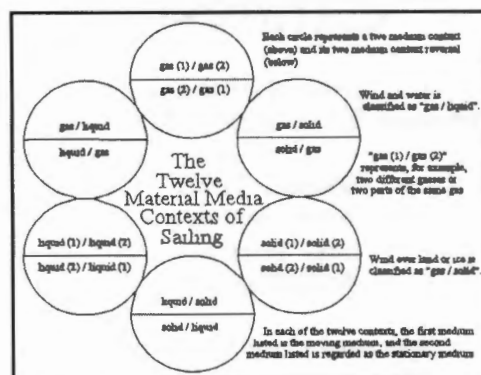 Each circle represents a two medium context
(above) and its two medium context reversal
(below)
gas (1) / gas (2)
gas (2) / gas (1)
Wind and water is
classified as "gas / liquid".
gas / liquid
liquid / gas
gas / solid
solid / gas
The
Twelve
Material Media
Contexts of
Sailing
"gas (1) / gas (2)"
represents, for example,
two different gasses or
two parts of the same gas
liquid (1) / liquid (2)
liquid (2) / liquid (1)
solid (1) / solid (2)
solid (2) / solid (1)
Wind over land or ice is
classified as "gas / solid".
liquid / solid
solid / liquid
In each of the twelve contexts, the first medium
listed is the moving medium, and the second
medium listed is regarded as the stationary medium